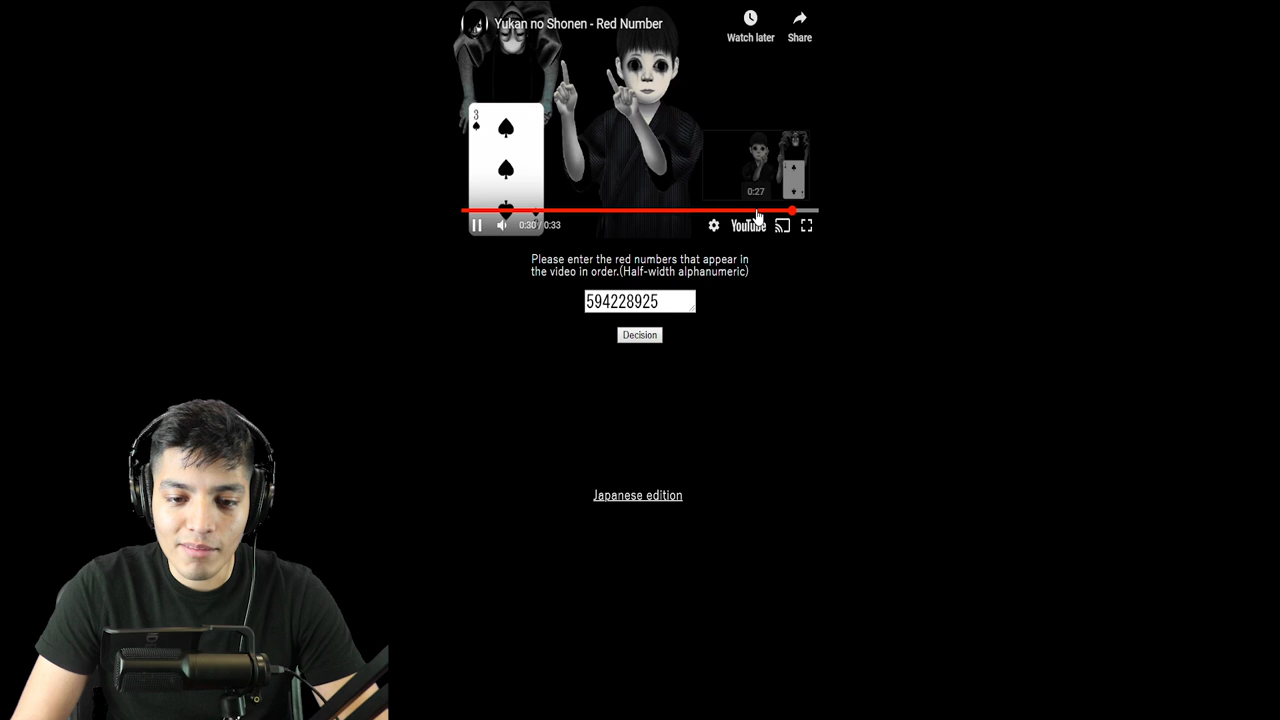 Yukan no Shonen - Red Number
Watch later
Share
3
0:27
0:30 / 0:33
YouTube
Please enter the red numbers that appear in
the video in order.(Half-width alphanumeric)
594228925
Decision
Japanese edition